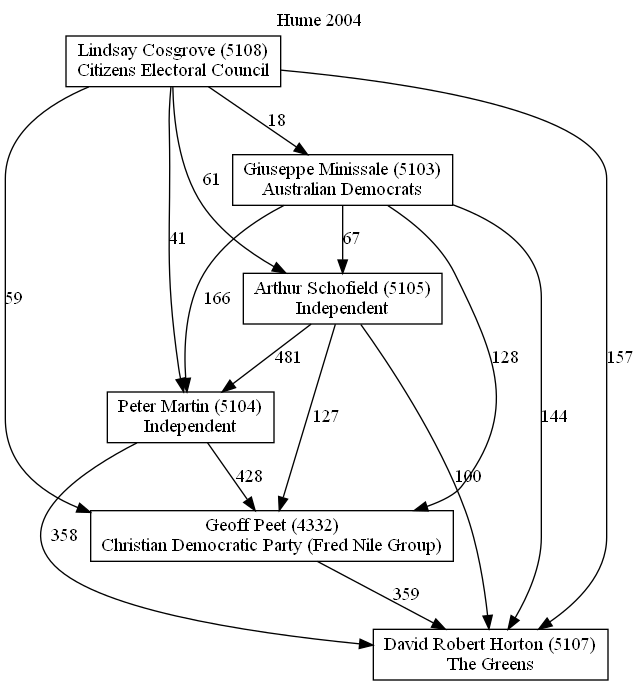 Hume 2004
Lindsay Cosgrove (5108)
Citizens Electoral Council
18
Giuseppe Minissale (5103)
Australian Democrats
61
41
67
59
166
Arthur Schofield (5105)
Independent
128
157
481
144
127
Peter Martin (5104)
Independent
428
100
358
Geoff Peet (4332)
Christian Democratic Party (Fred Nile Group)
359
David Robert Horton (5107)
The Greens